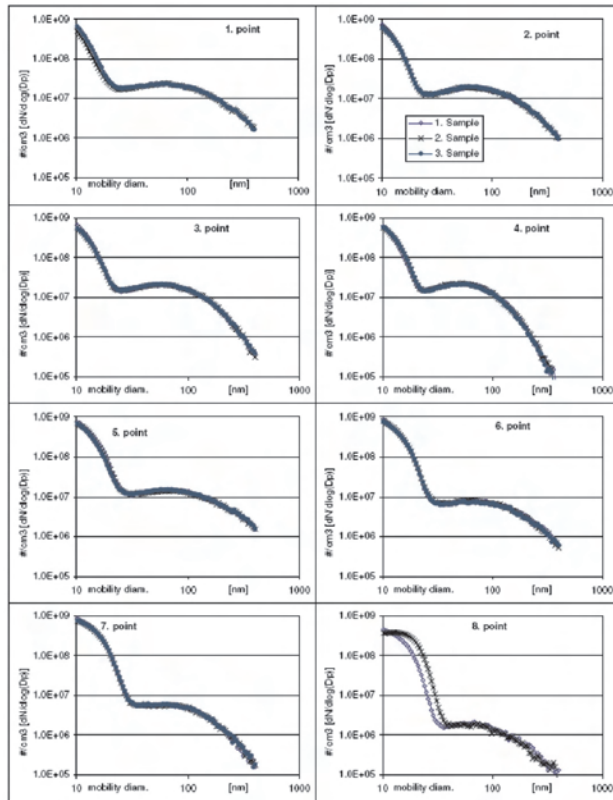 1. point
#/cm3 [dN/dlog(Dp)]
1.0E+09
1.0E+08
1.0E+07
1.0E+06
1.0E+05
10 100 1000
mobility diam. [nm]
2. point
#/cm3 [dN/dlog(Dp)]
1.0E+09
1.0E+08
1.0E+07
1.0E+06
1.0E+05
1. Sample
2. Sample
3. Sample
mobility diam. [nm]
10 100 1000
3. point
#/cm3 [dN/dlog(Dp)]
1.0E+09
1.0E+08
1.0E+07
1.0E+06
1.0E+05
10 mobility diam. 100 [nm] 1000
4. point
#/cm3 [dN/dlog(Dp)]
1.0E+09
1.0E+08
1.0E+07
1.0E+06
1.0E+05
10 mobility diam. 100 [nm] 1000
5. point
#/cm3 [dN/dlog(Dp)]
1.0E+09
1.0E+08
1.0E+07
1.0E+06
1.0E+05
10 mobility diam. 100 [nm] 1000
6. point
#/cm3 [dN/dlog(Dp)]
1.0E+09
1.0E+08
1.0E+07
1.0E+06
1.0E+05
10 mobility diam. 100 [nm] 1000
7. point
#/cm3 [dN/dlog(Dp)]
1.0E+09
1.0E+08
1.0E+07
1.0E+06
1.0E+05
10 mobility diam. 100 [nm] 1000
8. point
#/cm3 [dN/dlog(Dp)]
1.0E+09
1.0E+08
1.0E+07
1.0E+06
1.0E+05
10 mobility diam. 100 [nm] 1000